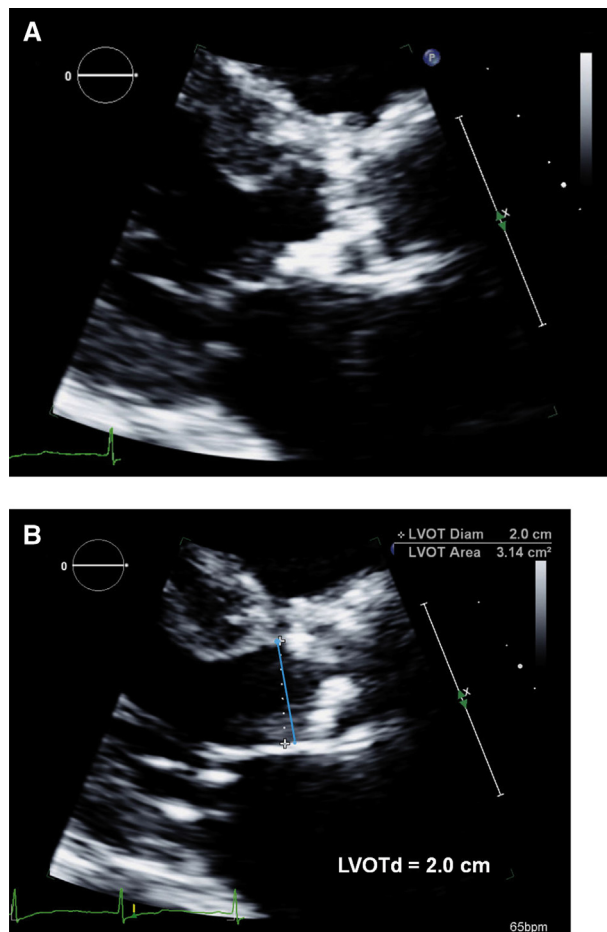 A
P
0
x
B
LVOT Diam 2.0 cm
LVOT Area 3.14 cm²
0
x
LVOTd = 2.0 cm
65bpm